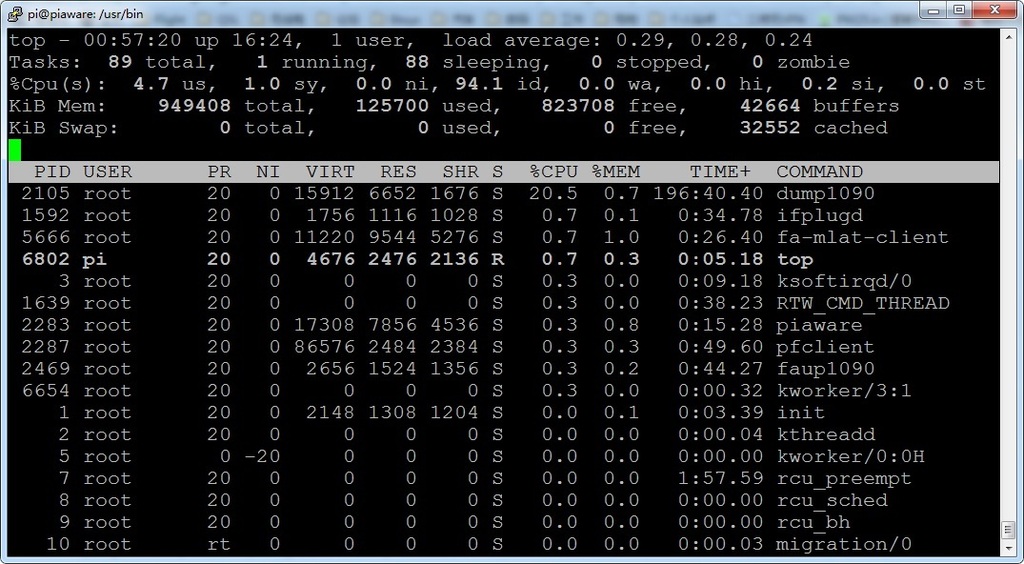 pi@piaware: /usr/bin
top - 00:57:20 up 16:24,  1 user,  load average: 0.29, 0.28, 0.24
Tasks:  89 total,   1 running,  88 sleeping,   0 stopped,   0 zombie
%Cpu(s):  4.7 us,  1.0 sy,  0.0 ni, 94.1 id,  0.0 wa,  0.0 hi,  0.2 si,  0.0 st
KiB Mem:    949408 total,   125700 used,   823708 free,    42664 buffers
KiB Swap:        0 total,        0 used,        0 free,    32552 cached
PID USER      PR  NI  VIRT  RES  SHR S  %CPU %MEM    TIME+  COMMAND
2105 root      20   0 15912 6652 1676 S  20.5  0.7 196:40.40 dump1090
1592 root      20   0  1756 1116 1028 S   0.7  0.1   0:34.78 ifplugd
5666 root      20   0 11220 9544 5276 S   0.7  1.0   0:26.40 fa-mlat-client
6802 pi        20   0  4676 2476 2136 R   0.7  0.3   0:05.18 top
3 root      20   0     0    0    0 S   0.3  0.0   0:09.18 ksoftirqd/0
1639 root      20   0     0    0    0 S   0.3  0.0   0:38.23 RTW_CMD_THREAD
2283 root      20   0 17308 7856 4536 S   0.3  0.8   0:15.28 piaware
2287 root      20   0 86576 2484 2384 S   0.3  0.3   0:49.60 pfclient
2469 root      20   0  2656 1524 1356 S   0.3  0.2   0:44.27 faup1090
6654 root      20   0     0    0    0 S   0.3  0.0   0:00.32 kworker/3:1
1 root      20   0  2148 1308 1204 S   0.0  0.1   0:03.39 init
2 root      20   0     0    0    0 S   0.0  0.0   0:00.04 kthreadd
5 root       0 -20     0    0    0 S   0.0  0.0   0:00.00 kworker/0:0H
7 root      20   0     0    0    0 S   0.0  0.0   1:57.59 rcu_preempt
8 root      20   0     0    0    0 S   0.0  0.0   0:00.00 rcu_sched
9 root      20   0     0    0    0 S   0.0  0.0   0:00.00 rcu_bh
10 root      rt   0     0    0    0 S   0.0  0.0   0:00.03 migration/0